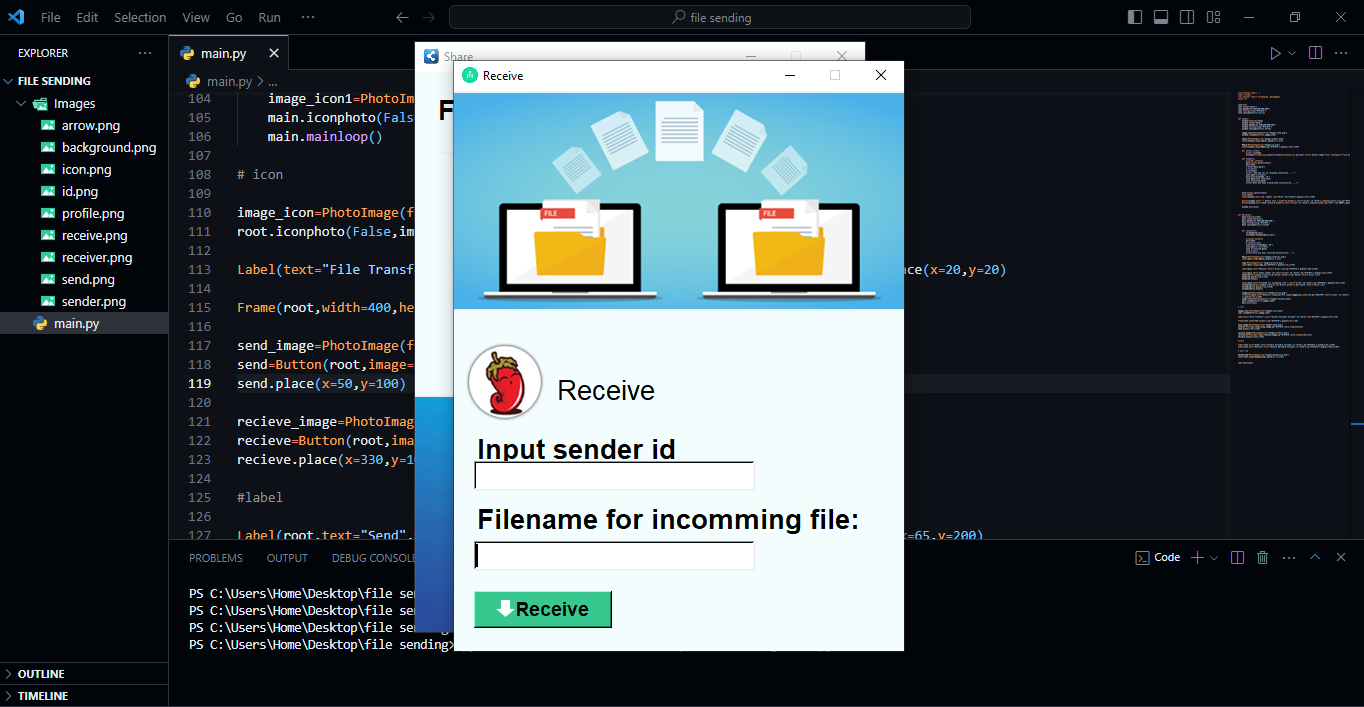 File Edit Selection View Go Run ··· file sending
EXPLORER ···
FILE SENDING
Images
arrow.png
background.png
icon.png
id.png
profile.png
receive.png
receiver.png
send.png
sender.png
main.py
OUTLINE
TIMELINE
main.py
main.py > ...
104 image_icon1=PhotoIm
105 main.iconphoto(Fals
106 main.mainloop()
107
108 # icon
109
110 image_icon=PhotoImage(f
111 root.iconphoto(False,im
112
113 Label(text="File Transf ace(x=20,y=20)
114
115 Frame(root,width=400,he
116
117 send_image=PhotoImage(f
118 send=Button(root,image=
119 send.place(x=50,y=100)
120
121 recieve_image=PhotoImag
122 recieve=Button(root,ima
123 recieve.place(x=330,y=1
124
125 #label
126
127 Label(root,text="Send", x=65,y=200)
Share
F
Receive
FILE
FILE
Receive
Input sender id
Filename for incomming file:
Receive
PROBLEMS OUTPUT DEBUG CONSOLE
Code
PS C:\Users\Home\Desktop\file sen
PS C:\Users\Home\Desktop\file sen
PS C:\Users\Home\Desktop\file sending
PS C:\Users\Home\Desktop\file sending>